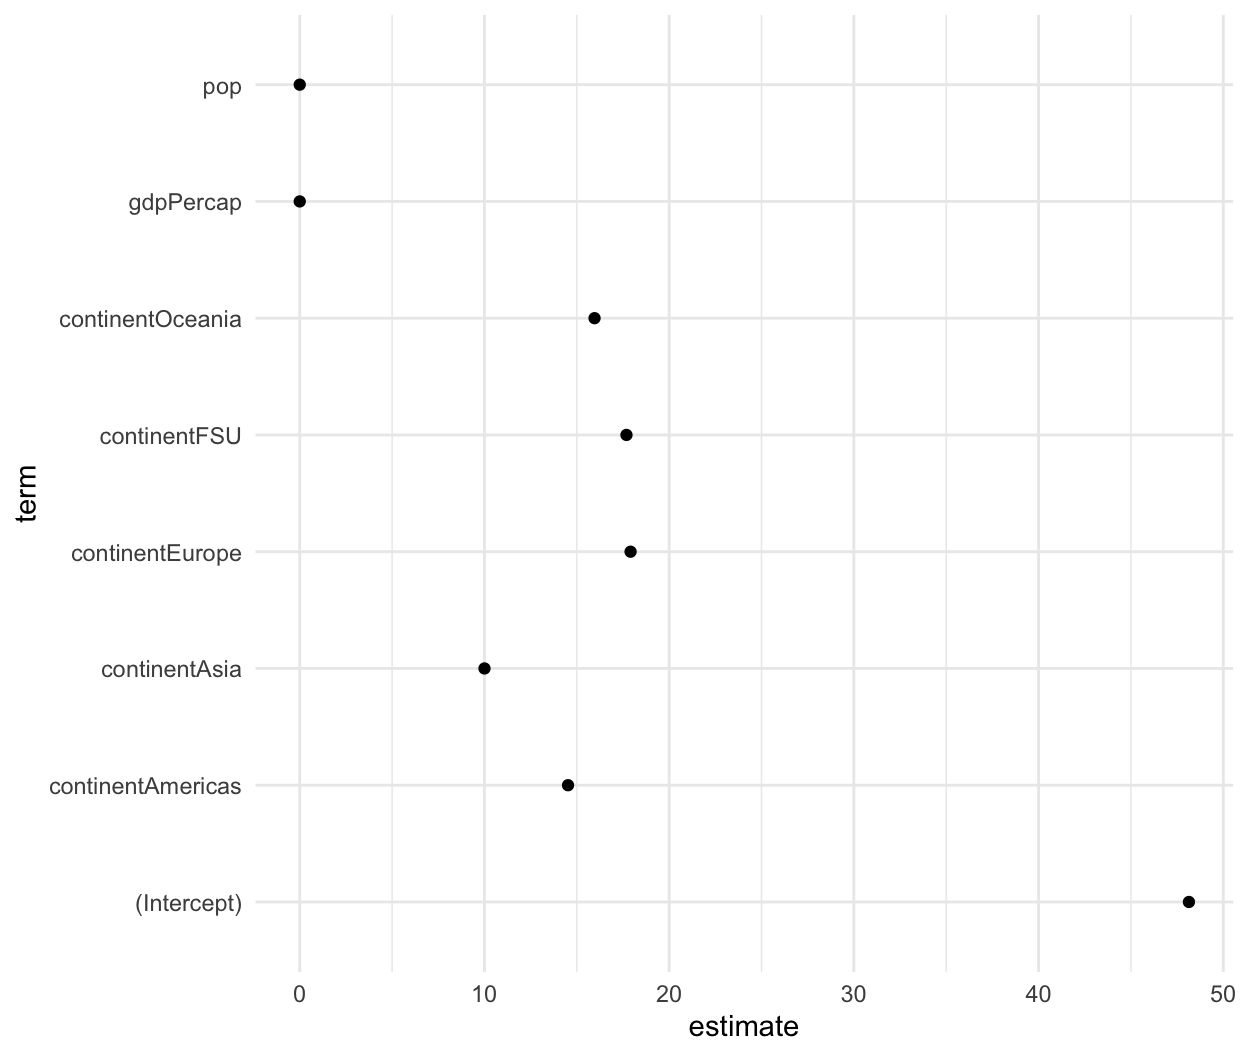 pop
gdpPercap
continentOceania
continentFSU
continentEurope
continentAsia
continentAmericas
(Intercept)
term
0 10 20 30 40 50
estimate